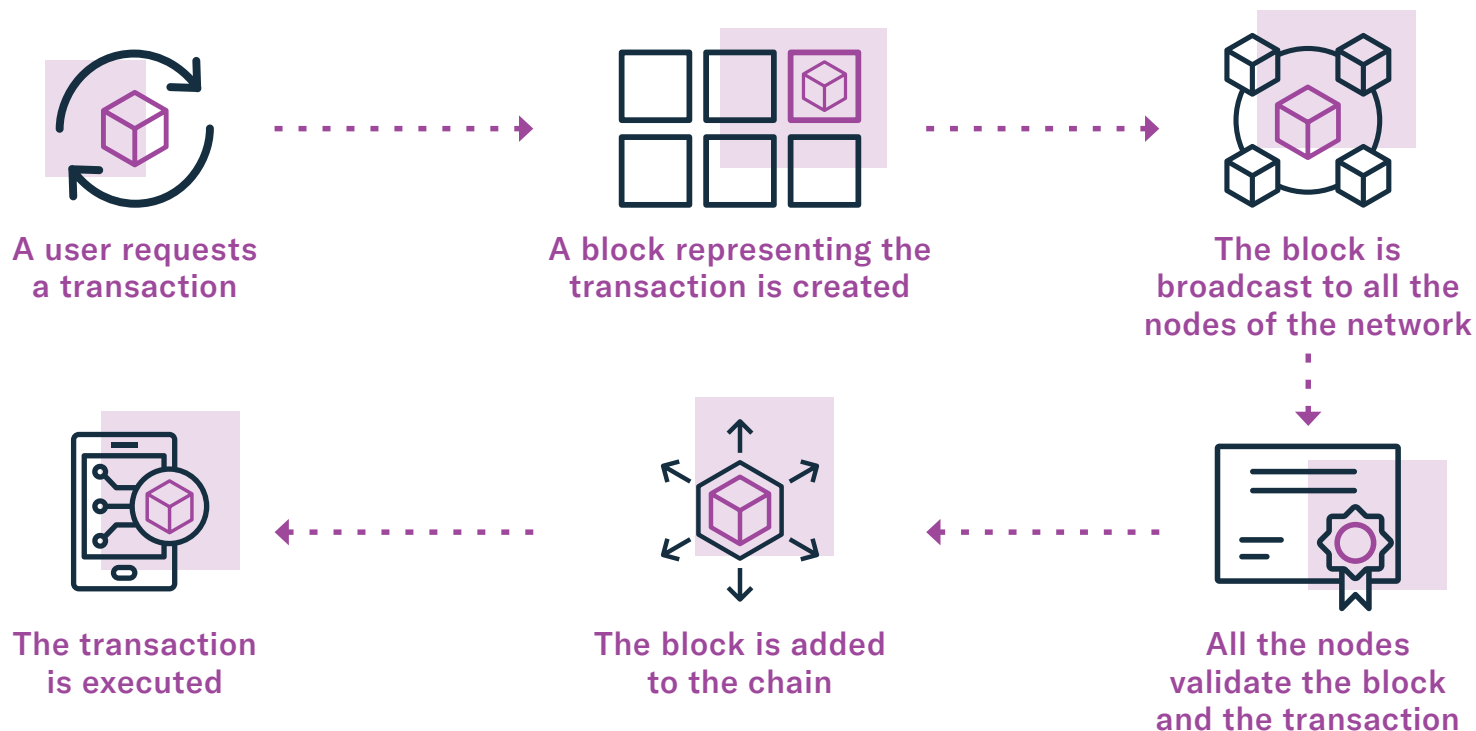 A user requests
a transaction
A block representing the
transaction is created
The block is
broadcast to all the
nodes of the network
All the nodes
validate the block
and the transaction
The block is added
to the chain
The transaction
is executed